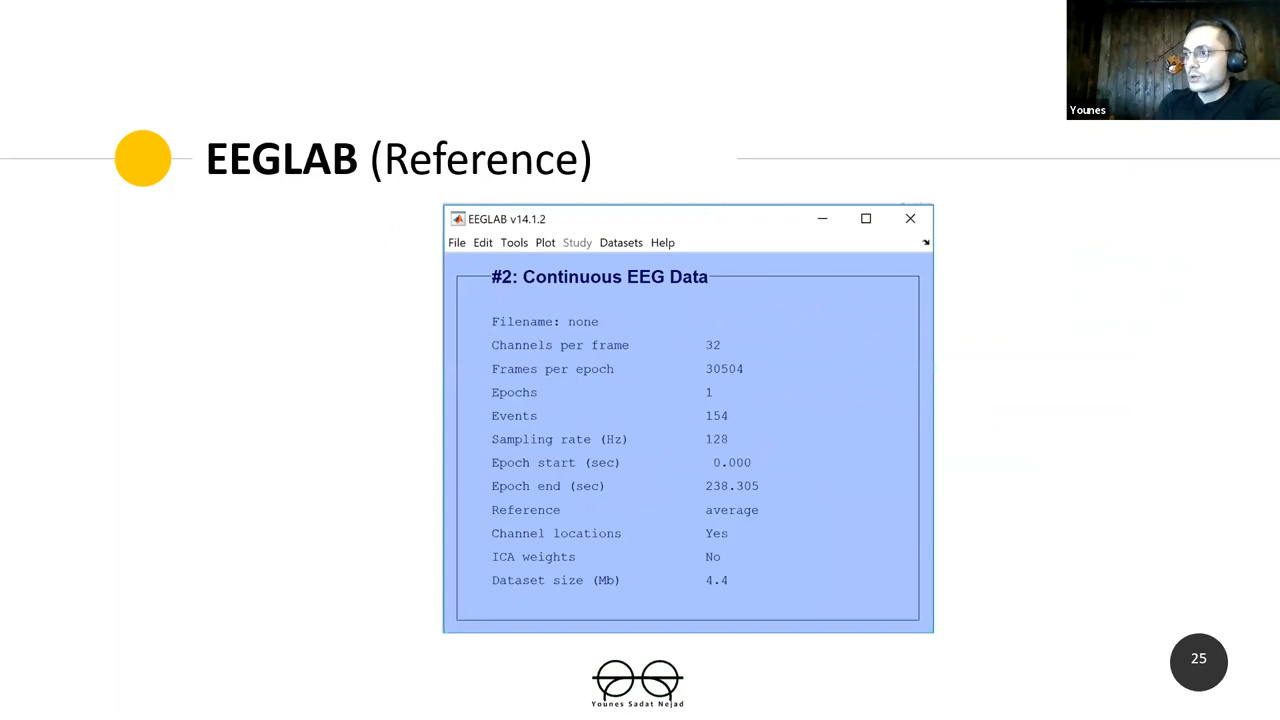 Younes
EEGLAB (Reference)
EEGLAB v14.1.2
File Edit Tools Plot Study Datasets Help
#2: Continuous EEG Data
Filename: none
Channels per frame 32
Frames per epoch 30504
Epochs 1
Events 154
Sampling rate (Hz) 128
Epoch start (sec) 0.000
Epoch end (sec) 238.305
Reference average
Channel locations Yes
ICA weights No
Dataset size (Mb) 4.4
Younes Sadat Nejad
25